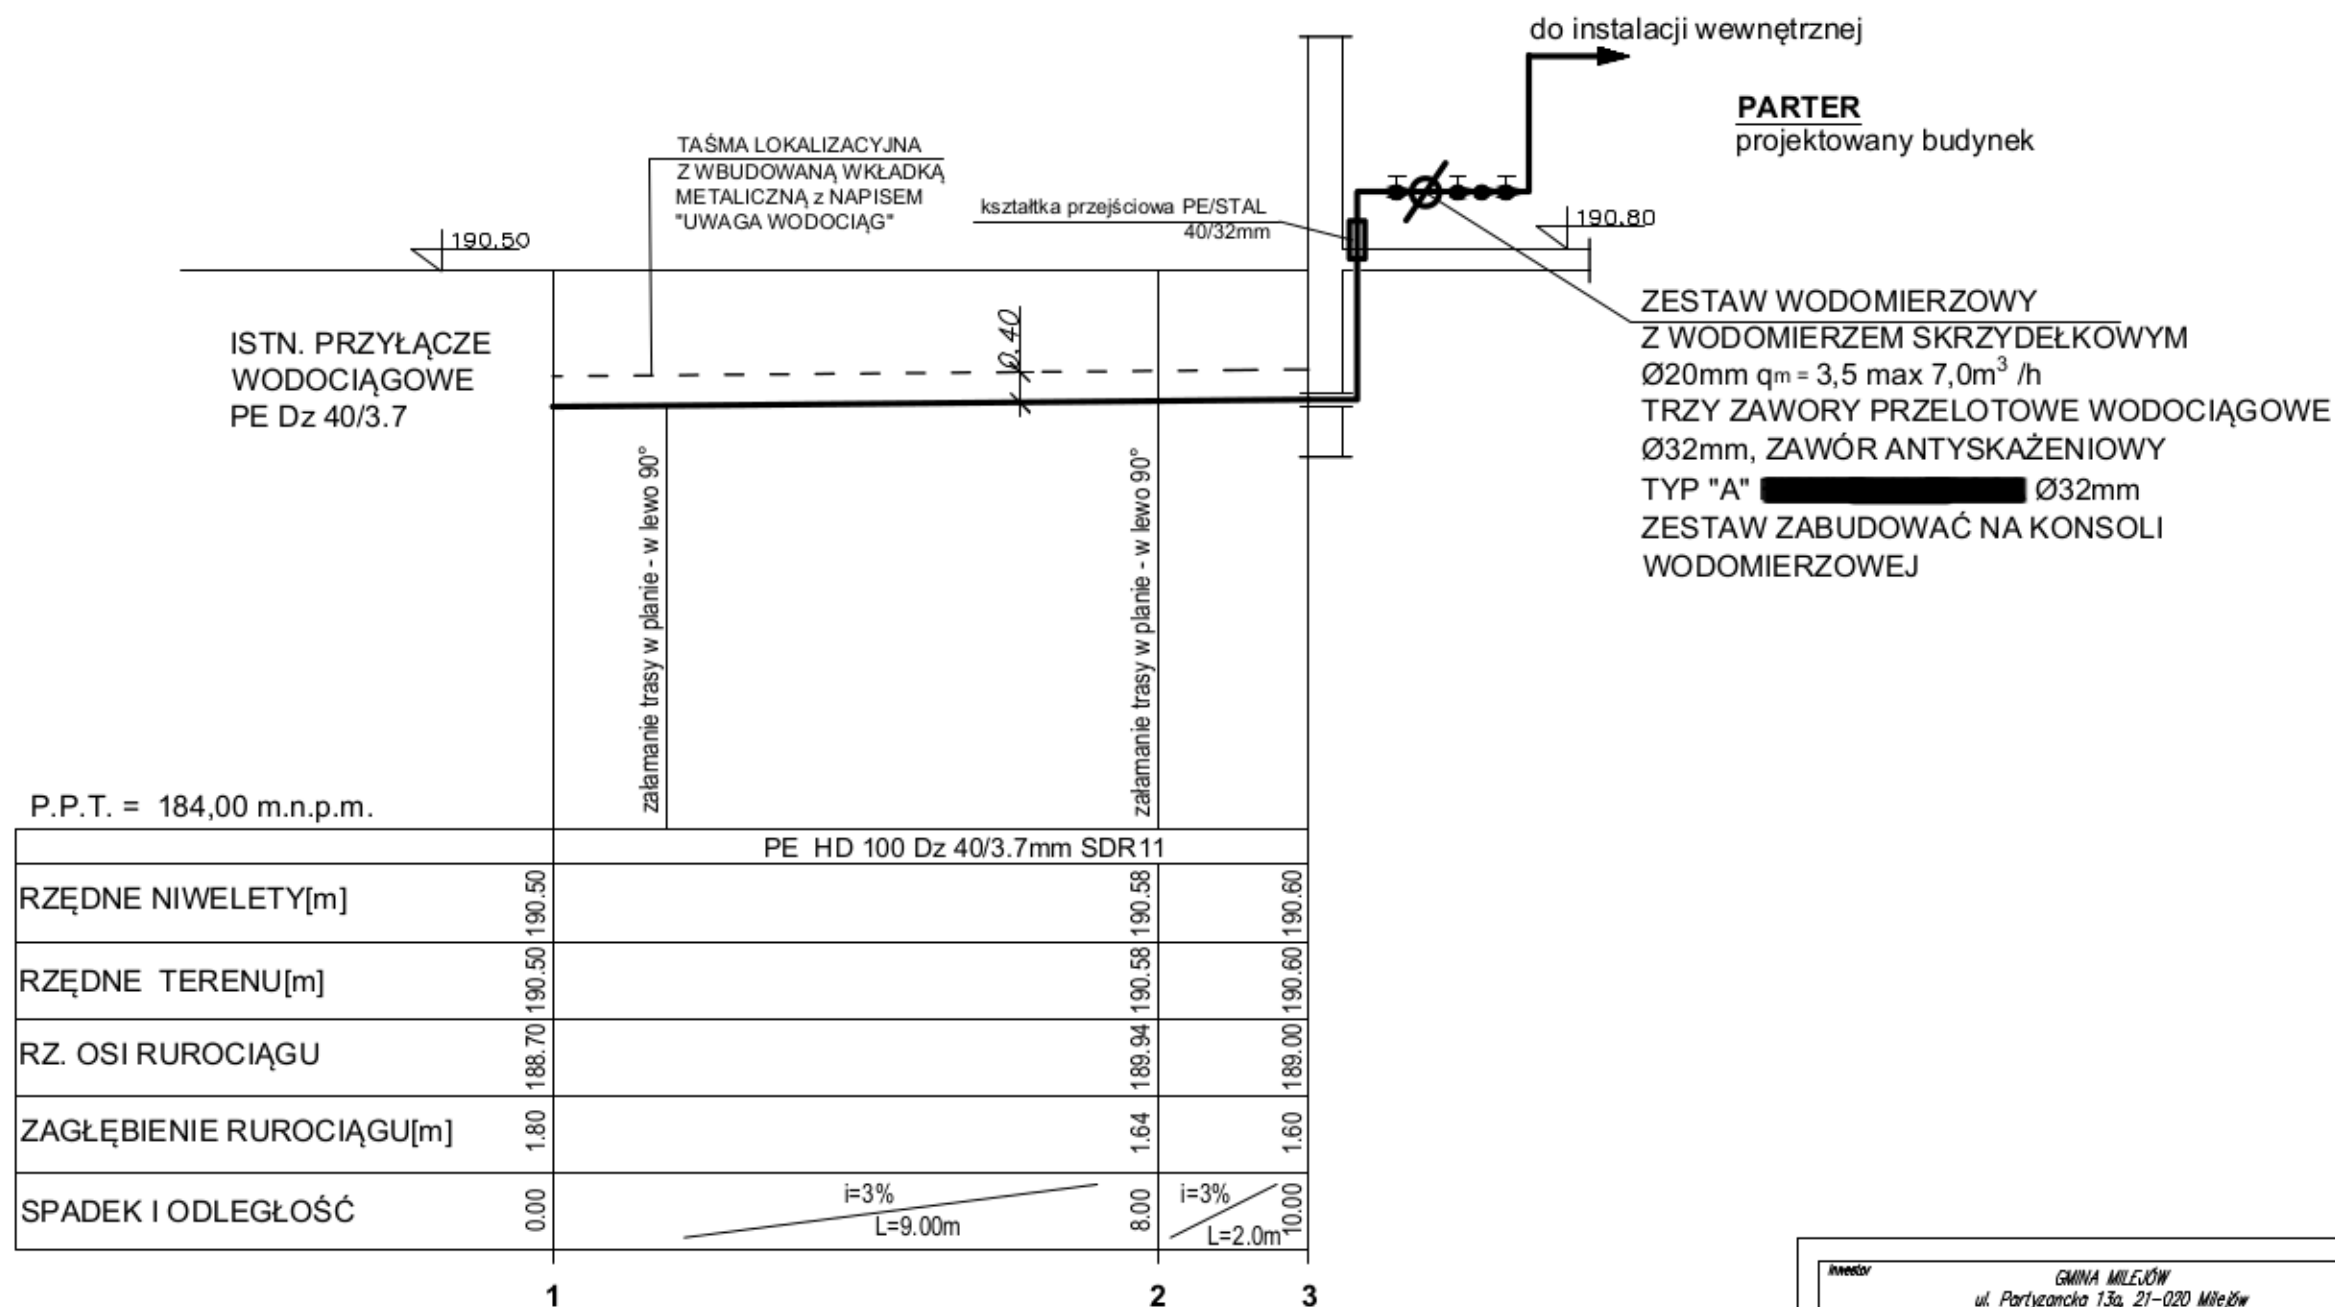 do instalacji wewnętrznej
PARTER
projektowany budynek
TAŚMA LOKALIZACYJNA
Z WBUDOWANĄ WKŁADKĄ
METALICZNĄ z NAPISEM
"UWAGA WODOCIĄG"
kształtka przejściowa PE/STAL
40/32mm
190.50
190.80
0.40
ISTN. PRZYŁĄCZE
WODOCIĄGOWE
PE Dz 40/3.7
ZESTAW WODOMIERZOWY
Z WODOMIERZEM SKRZYDEŁKOWYM
Ø20mm qm = 3,5 max 7,0m³ /h
TRZY ZAWORY PRZELOTOWE WODOCIĄGOWE
Ø32mm, ZAWÓR ANTYSKAŻENIOWY
TYP "A" Ø32mm
ZESTAW ZABUDOWAĆ NA KONSOLI
WODOMIERZOWEJ
załamanie trasy w planie - w lewo 90°
załamanie trasy w planie - w lewo 90°
P.P.T. = 184,00 m.n.p.m.
PE HD 100 Dz 40/3.7mm SDR11
RZĘDNE NIWELETY[m] 190.50 190.58 190.60
RZĘDNE TERENU[m] 190.50 190.58 190.60
RZ. OSI RUROCIĄGU 188.70 189.94 189.00
ZAGŁĘBIENIE RUROCIĄGU[m] 1.80 1.64 1.60
SPADEK I ODLEGŁOŚĆ 0.00 i=3% L=9.00m 8.00 i=3% L=2.0m 10.00
1 2 3
Inwestor
GMINA MILEJÓW
ul. Partyzancka 13a, 21-020 Milejów